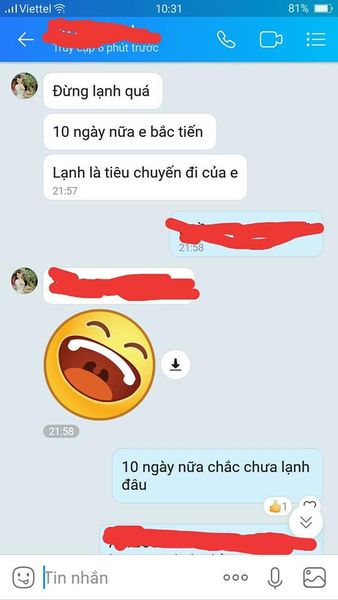 Viettel
10:31
81%
Truy cập 6 phút trước
Đừng lạnh quá
10 ngày nữa e bắc tiến
Lạnh là tiêu chuyến đi của e
21:57
21:58
21:58
10 ngày nữa chắc chưa lạnh
đâu
1
Tin nhắn